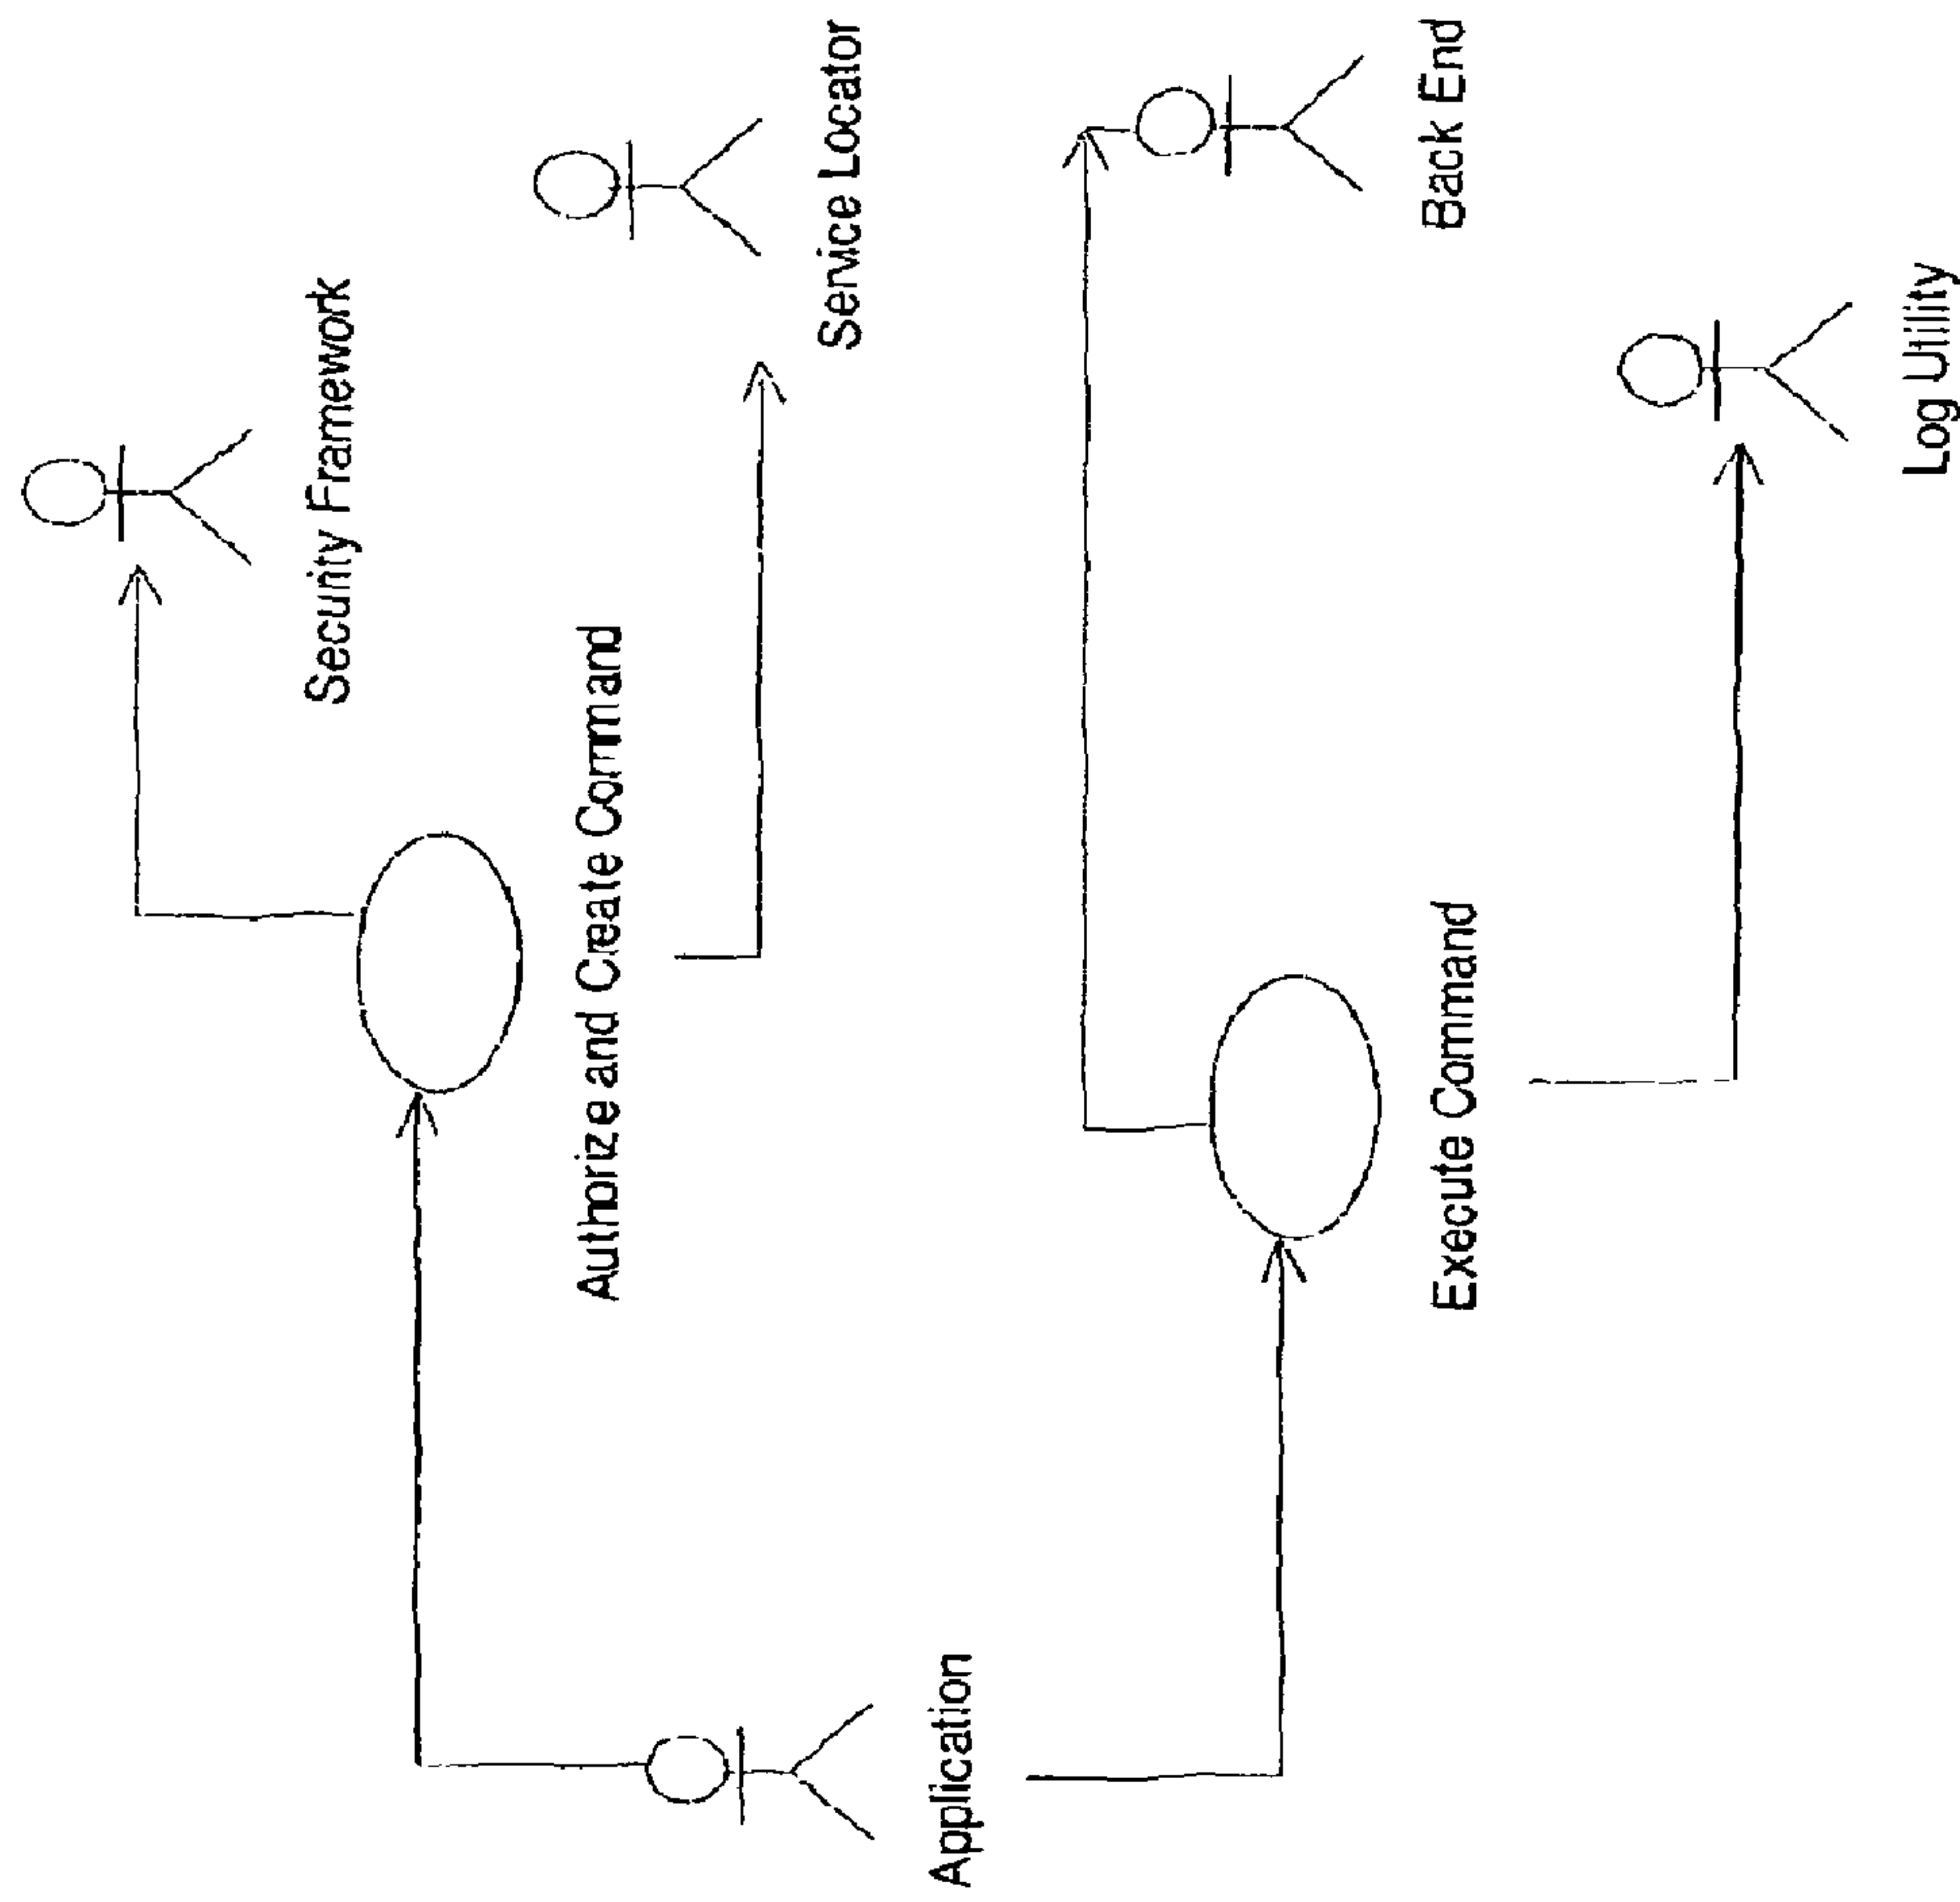 Security Framework
Authorize and Create Command
Service Locator
Application
Back End
Execute Command
Log Utility